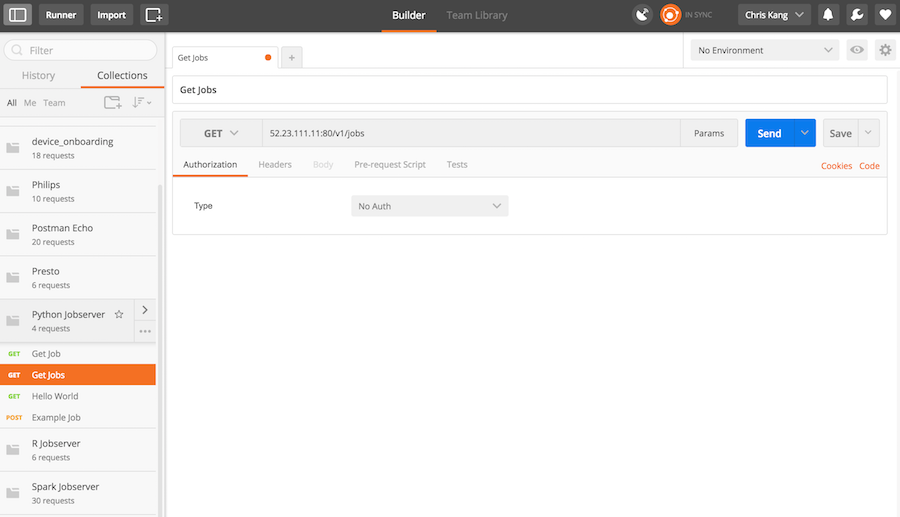 Runner
Import
Builder
Team Library
IN SYNC
Chris Kang
Filter
History
Collections
All
Me
Team
device_onboarding
18 requests
Philips
10 requests
Postman Echo
20 requests
Presto
6 requests
Python Jobserver
4 requests
GET Get Job
GET Get Jobs
GET Hello World
POST Example Job
R Jobserver
6 requests
Spark Jobserver
30 requests
Get Jobs
+
No Environment
Get Jobs
GET
52.23.111.11:80/v1/jobs
Params
Send
Save
Authorization
Headers
Body
Pre-request Script
Tests
Cookies
Code
Type
No Auth